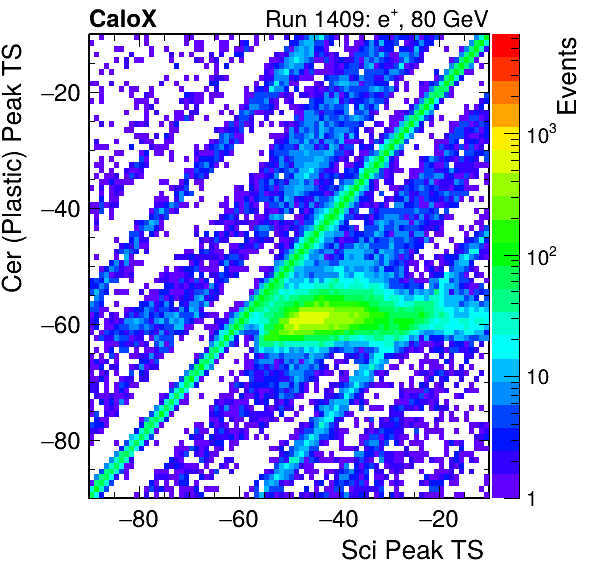 CaloX Run 1409: e⁺, 80 GeV
Cer (Plastic) Peak TS
−20
−40
−60
−80
−80 −60 −40 −20
Sci Peak TS
Events
10³
10²
10
1